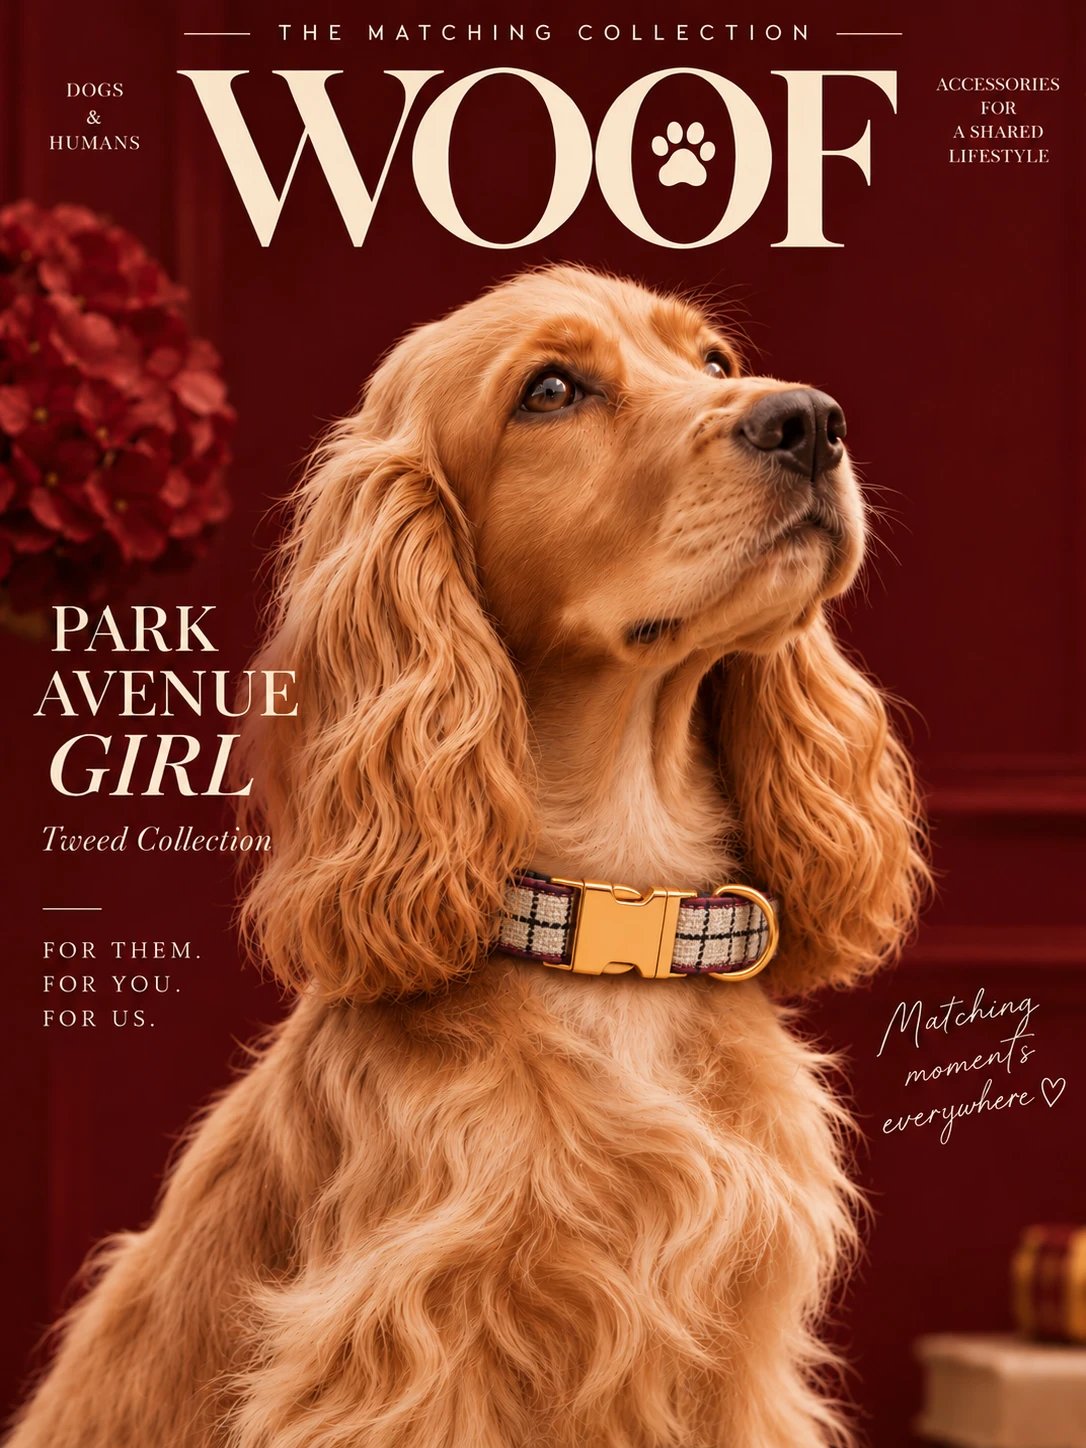 THE MATCHING COLLECTION
DOGS
&
HUMANS
WOOF
ACCESSORIES
FOR
A SHARED
LIFESTYLE
PARK
AVENUE
GIRL
Tweed Collection
FOR THEM.
FOR YOU.
FOR US.
Matching
moments
everywhere ♡